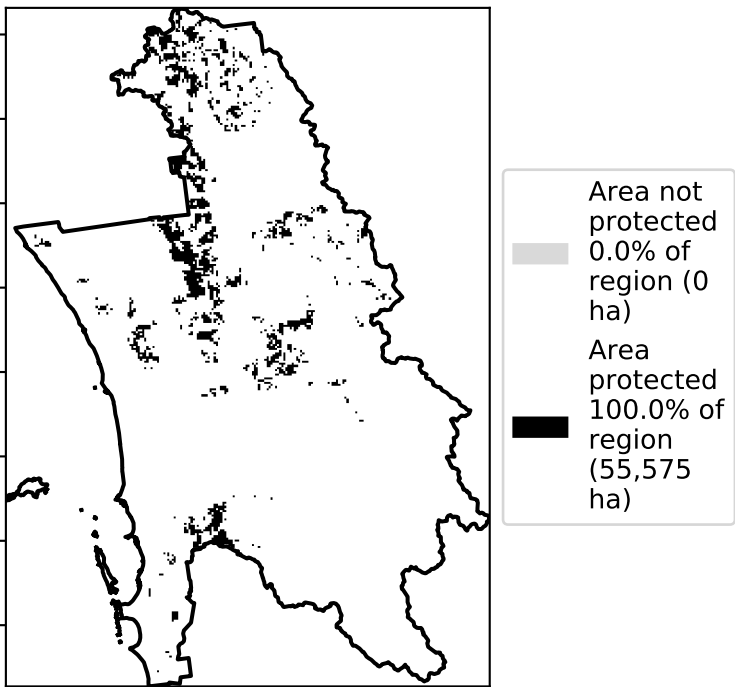 Area not
protected
0.0% of
region (0
ha)
Area
protected
100.0% of
region
(55,575
ha)